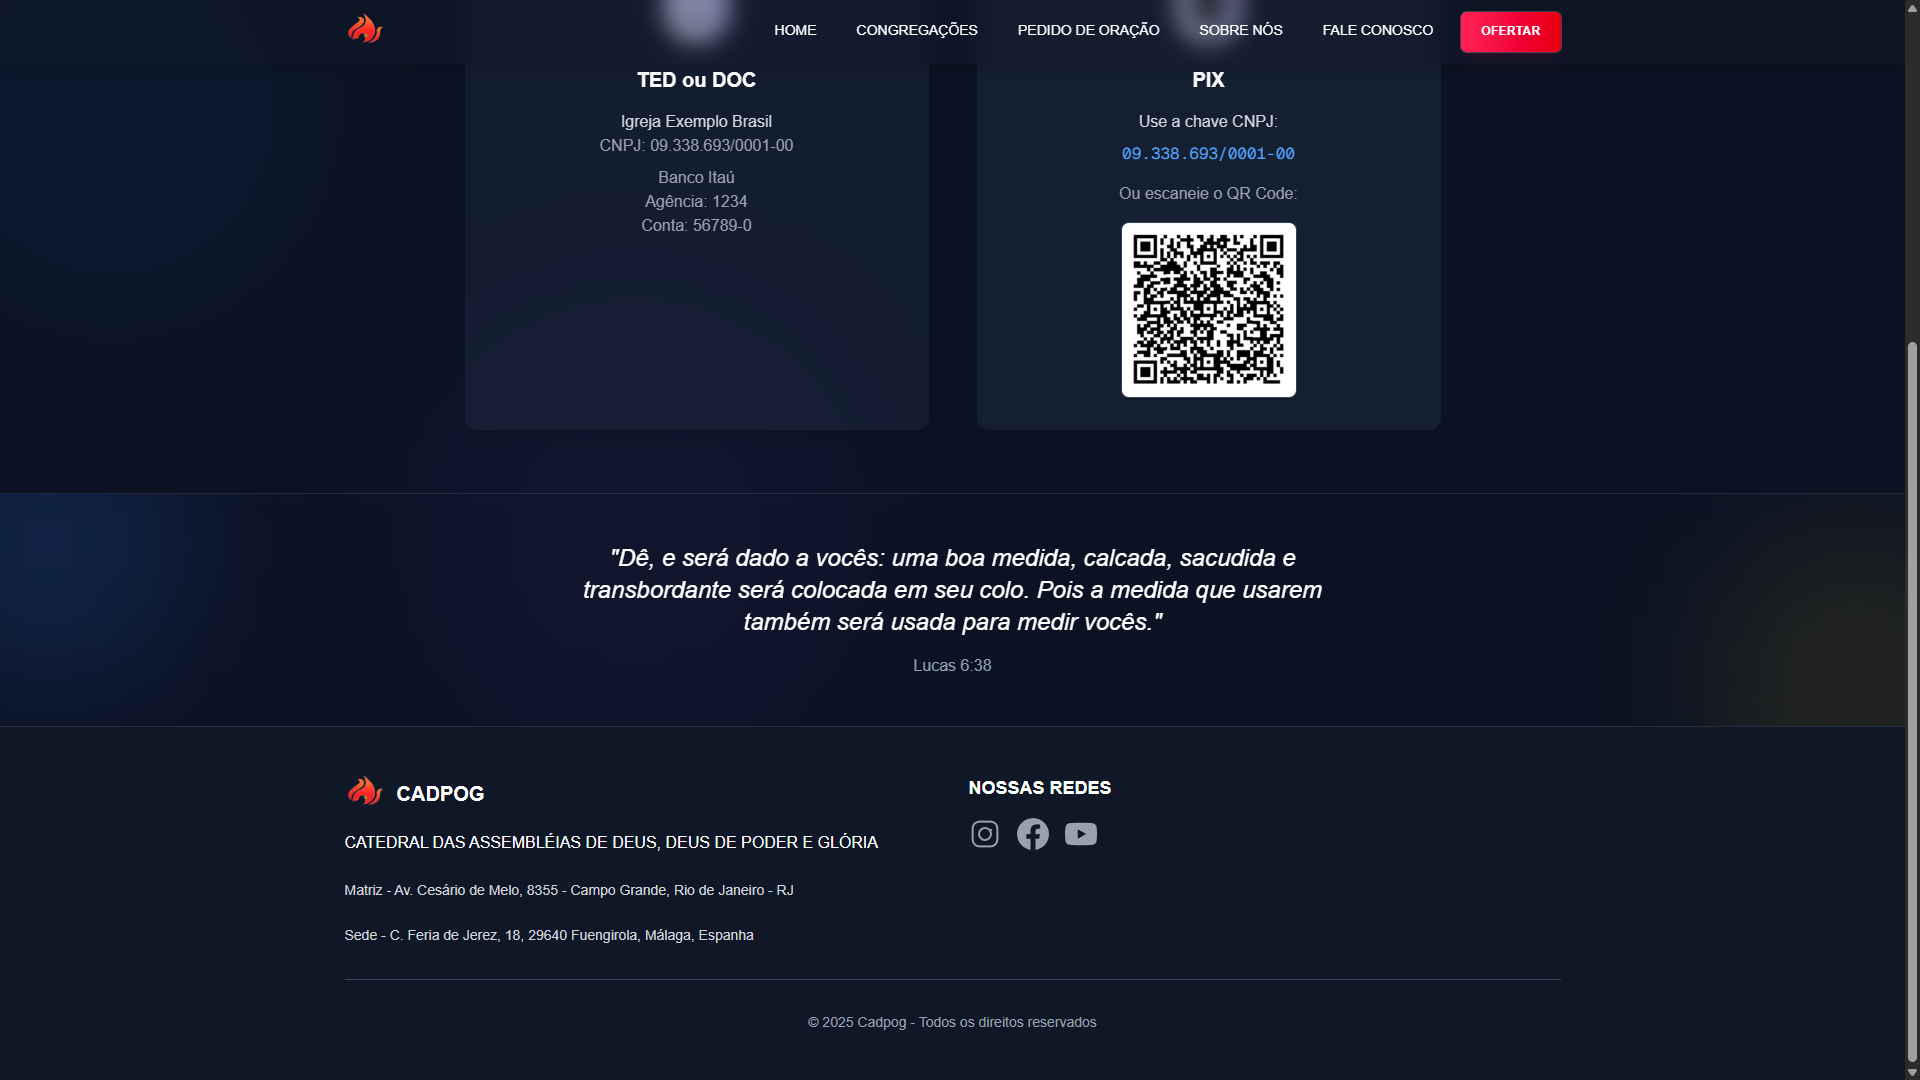 HOME
CONGREGAÇÕES
PEDIDO DE ORAÇÃO
SOBRE NÓS
FALE CONOSCO
OFERTAR
TED ou DOC
Igreja Exemplo Brasil
CNPJ: 09.338.693/0001-00
Banco Itaú
Agência: 1234
Conta: 56789-0
PIX
Use a chave CNPJ:
09.338.693/0001-00
Ou escaneie o QR Code:
"Dê, e será dado a vocês: uma boa medida, calcada, sacudida e
transbordante será colocada em seu colo. Pois a medida que usarem
também será usada para medir vocês."
Lucas 6:38
CADPOG
CATEDRAL DAS ASSEMBLÉIAS DE DEUS, DEUS DE PODER E GLÓRIA
Matriz - Av. Cesário de Melo, 8355 - Campo Grande, Rio de Janeiro - RJ
Sede - C. Feria de Jerez, 18, 29640 Fuengirola, Málaga, Espanha
NOSSAS REDES
© 2025 Cadpog - Todos os direitos reservados